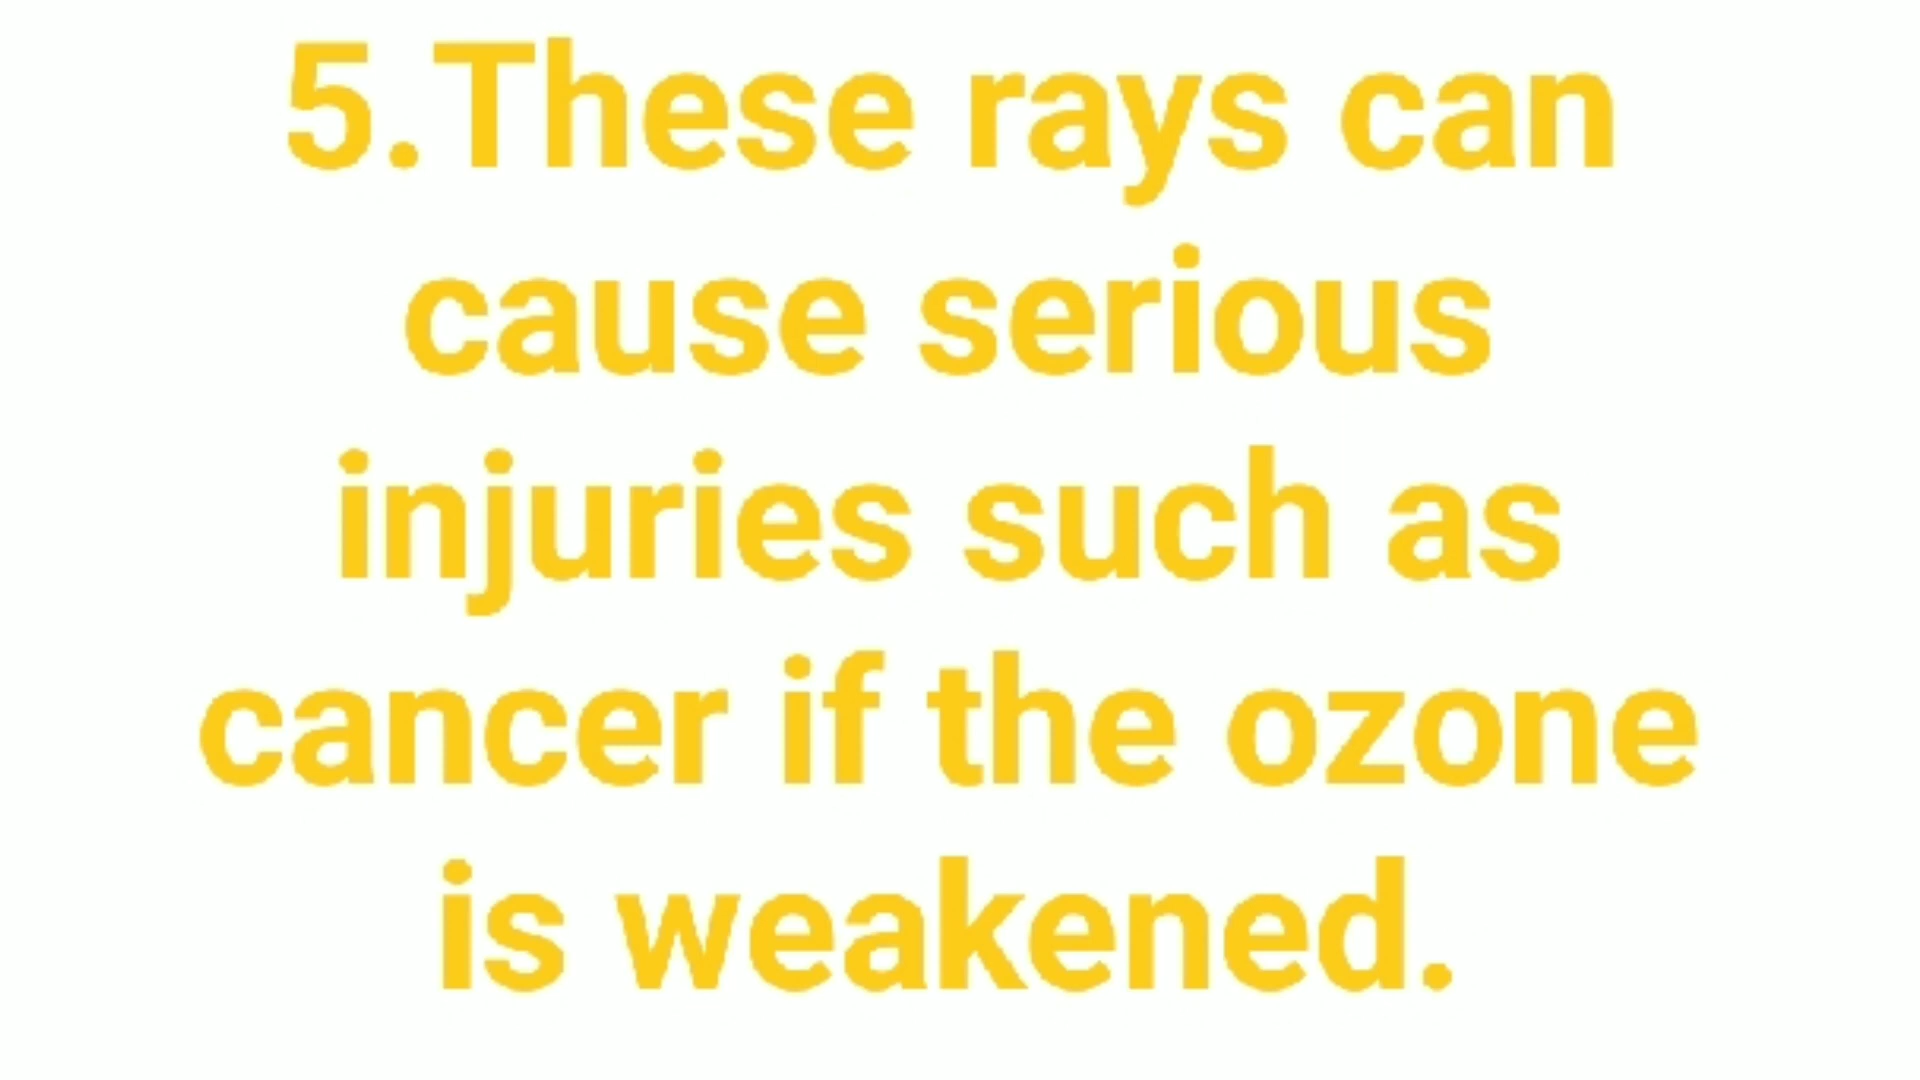 5.These rays can
cause serious
injuries such as
cancer if the ozone
is weakened.